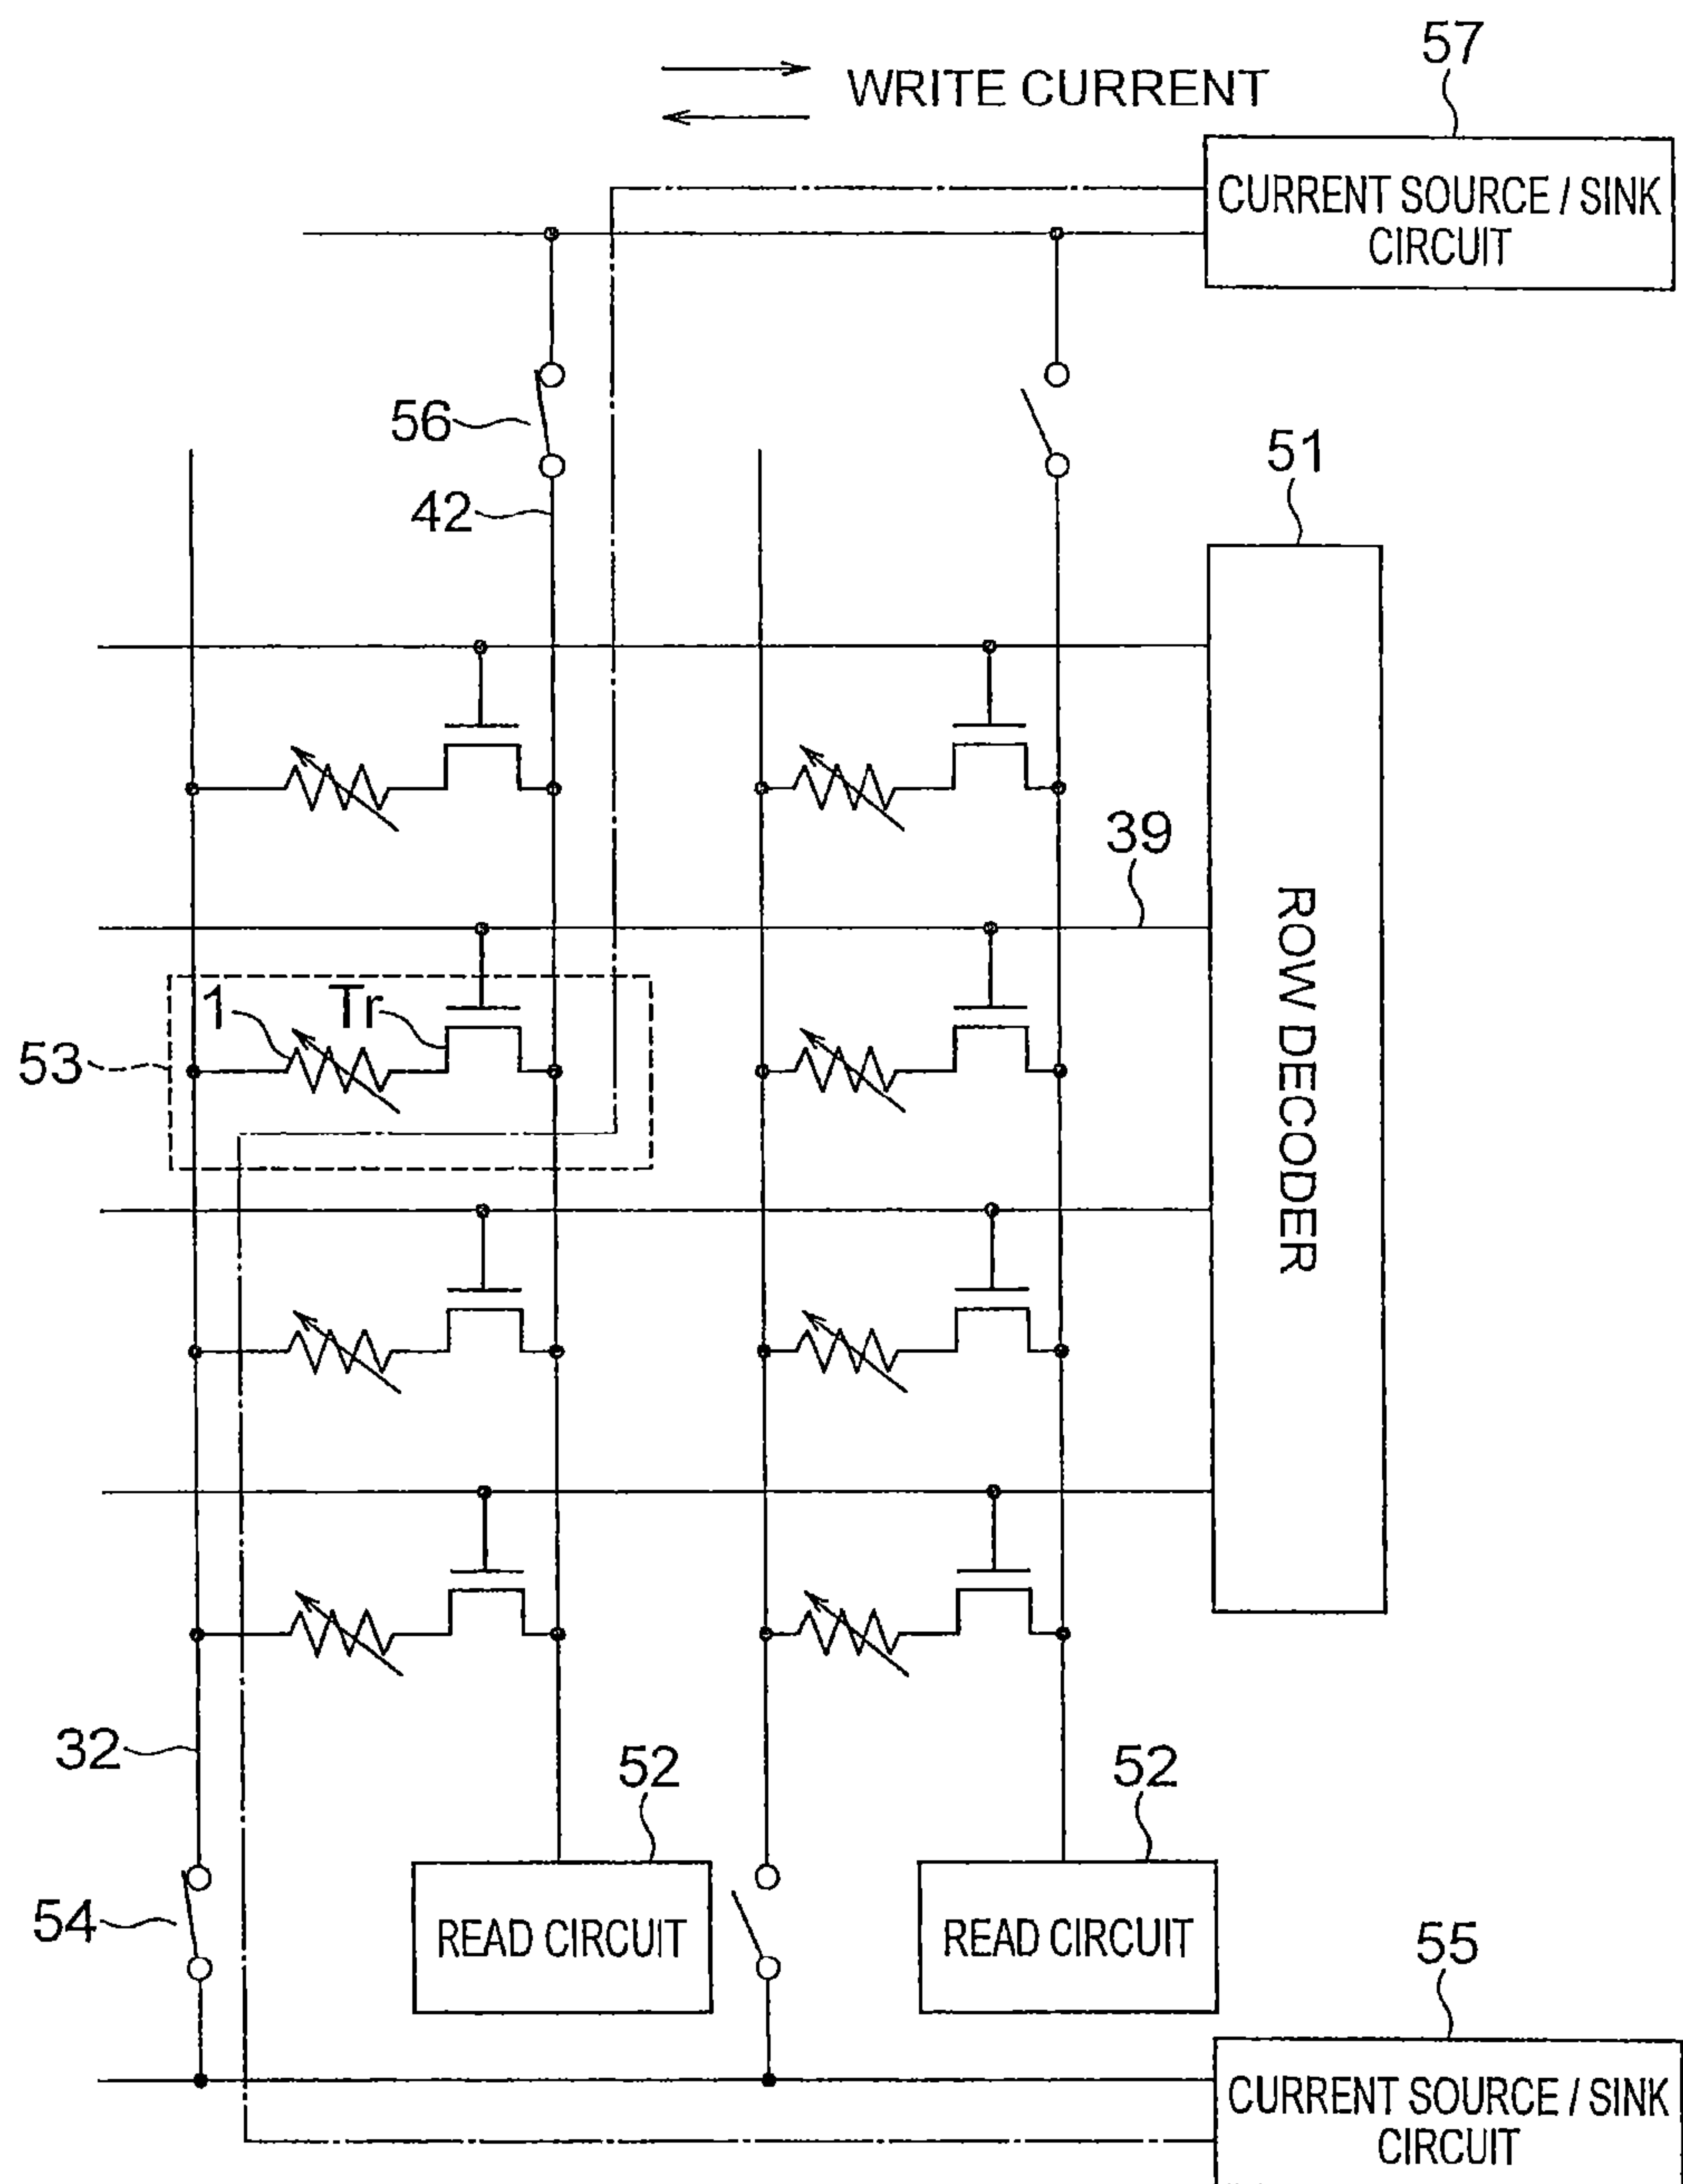 57
WRITE CURRENT
CURRENT SOURCE / SINK
CIRCUIT
56
51
42
39
1
Tr
53
ROW DECODER
32
52
52
54
READ CIRCUIT
READ CIRCUIT
55
CURRENT SOURCE / SINK
CIRCUIT